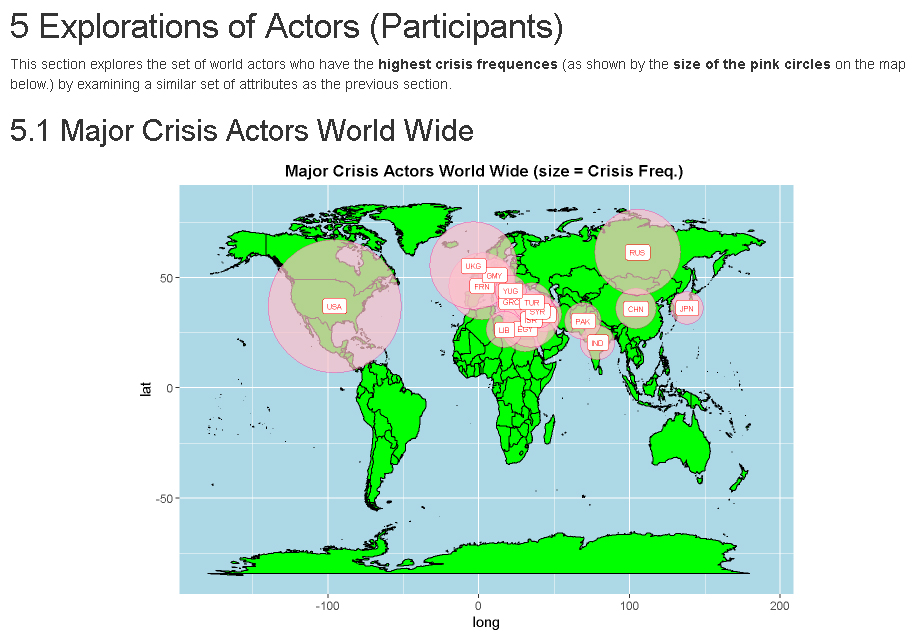 5 Explorations of Actors (Participants)
This section explores the set of world actors who have the highest crisis frequences (as shown by the size of the pink circles on the map
below.) by examining a similar set of attributes as the previous section.
5.1 Major Crisis Actors World Wide
Major Crisis Actors World Wide (size = Crisis Freq.)
RUS
UKG
GMY
FRN
YUG
GRC
TUR
USA
SYR
CHN
JPN
PAK
EGY
IND
50
0
-50
lat
-100
0
100
200
long